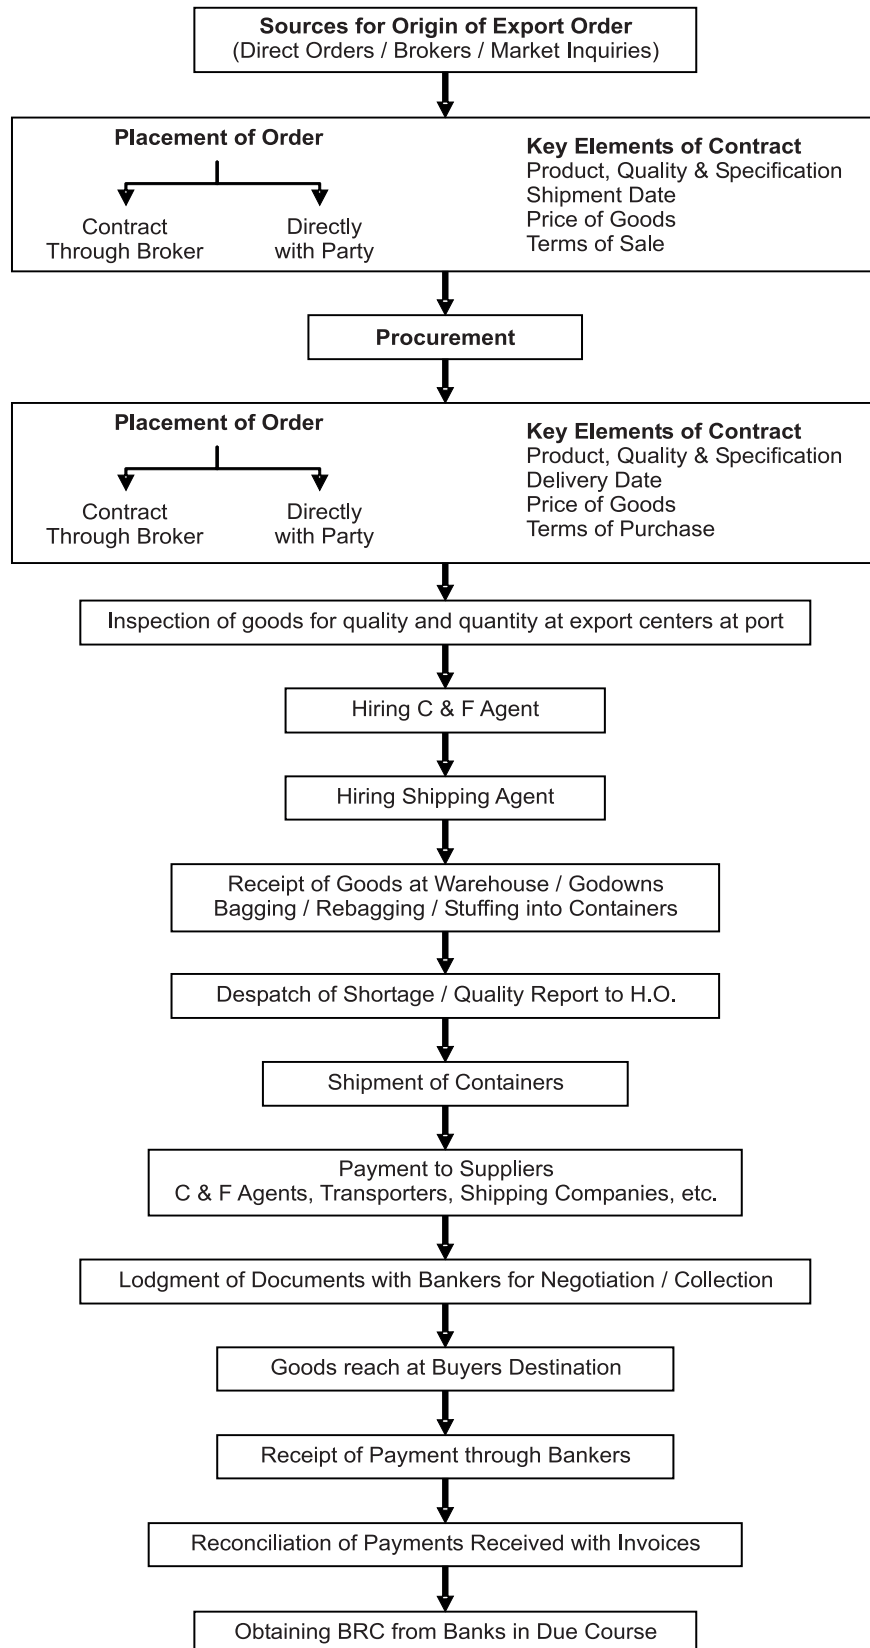 Sources for Origin of Export Order
(Direct Orders / Brokers / Market Inquiries)
Placement of Order
Contract
Through Broker
Directly
with Party
Key Elements of Contract
Product, Quality & Specification
Shipment Date
Price of Goods
Terms of Sale
Procurement
Placement of Order
Contract
Through Broker
Directly
with Party
Key Elements of Contract
Product, Quality & Specification
Delivery Date
Price of Goods
Terms of Purchase
Inspection of goods for quality and quantity at export centers at port
Hiring C & F Agent
Hiring Shipping Agent
Receipt of Goods at Warehouse / Godowns
Bagging / Rebagging / Stuffing into Containers
Despatch of Shortage / Quality Report to H.O.
Shipment of Containers
Payment to Suppliers
C & F Agents, Transporters, Shipping Companies, etc.
Lodgment of Documents with Bankers for Negotiation / Collection
Goods reach at Buyers Destination
Receipt of Payment through Bankers
Reconciliation of Payments Received with Invoices
Obtaining BRC from Banks in Due Course